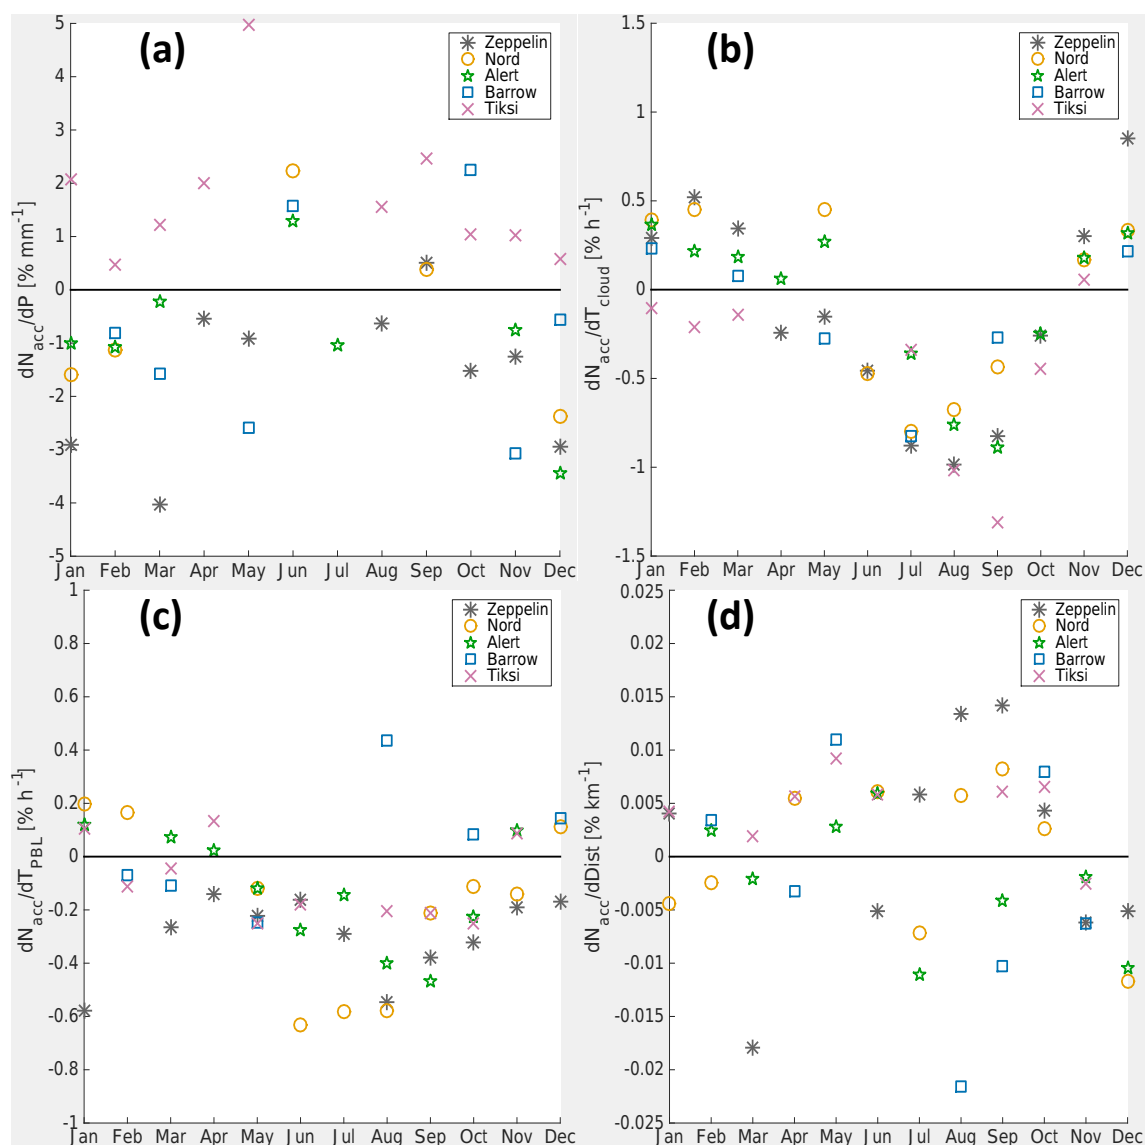 (a)
dN_acc/dP [% mm^-1]
5
4
3
2
1
0
-1
-2
-3
-4
-5
Jan Feb Mar Apr May Jun Jul Aug Sep Oct Nov Dec
Zeppelin
Nord
Alert
Barrow
Tiksi
(b)
dN_acc/dT_cloud [% h^-1]
1.5
1
0.5
0
-0.5
-1
-1.5
Jan Feb Mar Apr May Jun Jul Aug Sep Oct Nov Dec
Zeppelin
Nord
Alert
Barrow
Tiksi
(c)
dN_acc/dT_PBL [% h^-1]
1
0.8
0.6
0.4
0.2
0
-0.2
-0.4
-0.6
-0.8
-1
Jan Feb Mar Apr May Jun Jul Aug Sep Oct Nov Dec
Zeppelin
Nord
Alert
Barrow
Tiksi
(d)
dN_acc/dDist [% km^-1]
0.025
0.02
0.015
0.01
0.005
0
-0.005
-0.01
-0.015
-0.02
-0.025
Jan Feb Mar Apr May Jun Jul Aug Sep Oct Nov Dec
Zeppelin
Nord
Alert
Barrow
Tiksi